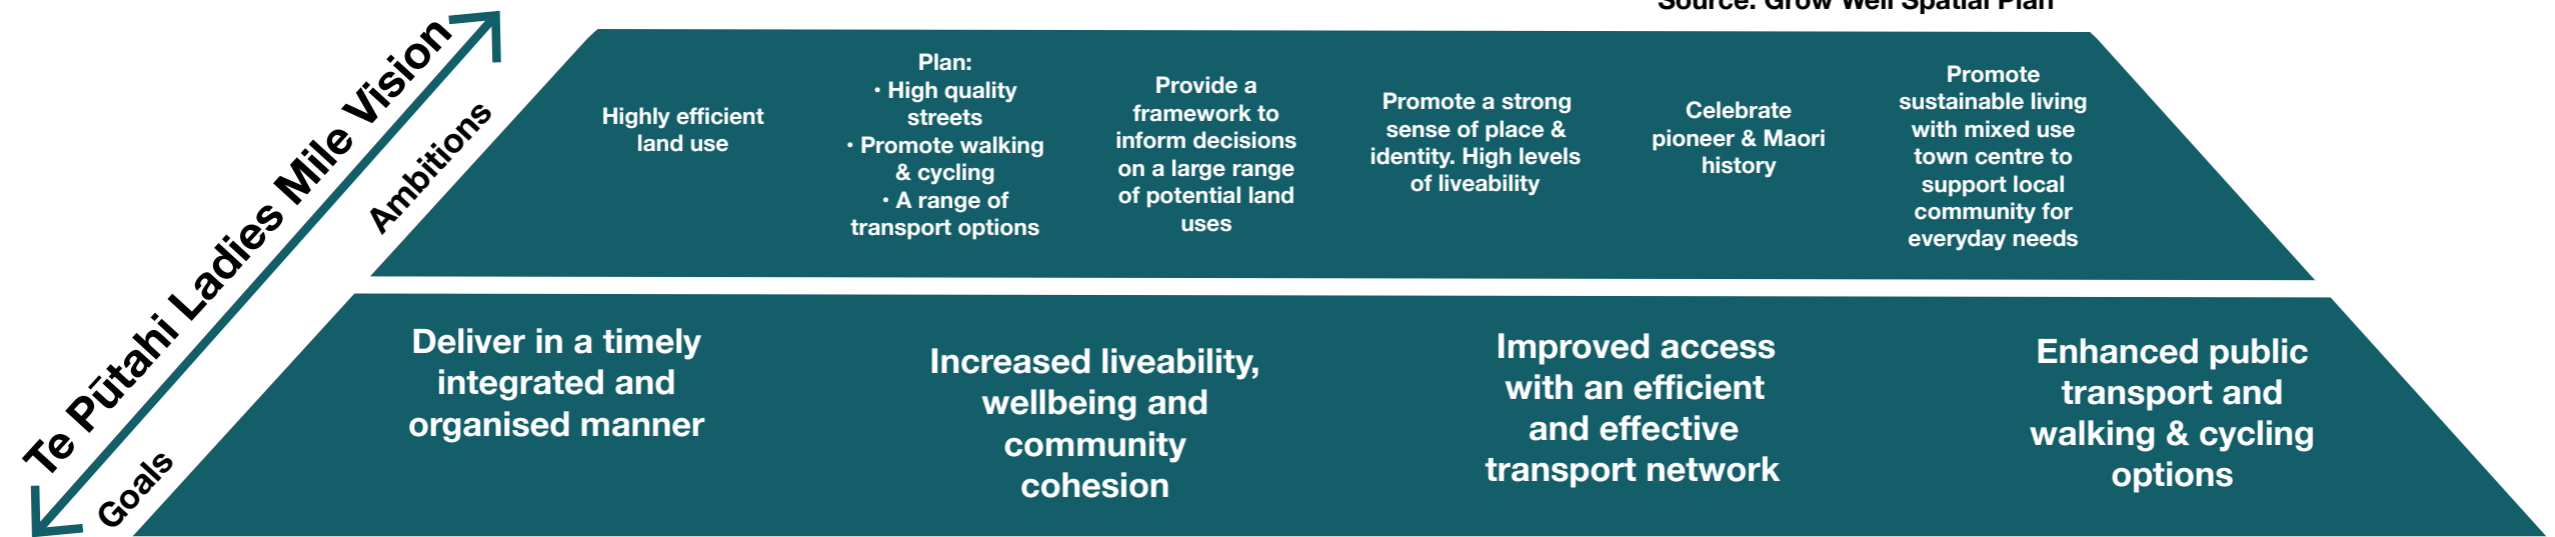 Source: Grow Well Spatial Plan
Te Pūtahi Ladies Mile Vision
Ambitions
Highly efficient
land use
Plan:
• High quality
streets
• Promote walking
& cycling
• A range of
transport options
Provide a
framework to
inform decisions
on a large range
of potential land
uses
Promote a strong
sense of place &
identity. High levels
of liveability
Celebrate
pioneer & Maori
history
Promote
sustainable living
with mixed use
town centre to
support local
community for
everyday needs
Goals
Deliver in a timely
integrated and
organised manner
Increased liveability,
wellbeing and
community
cohesion
Improved access
with an efficient
and effective
transport network
Enhanced public
transport and
walking & cycling
options